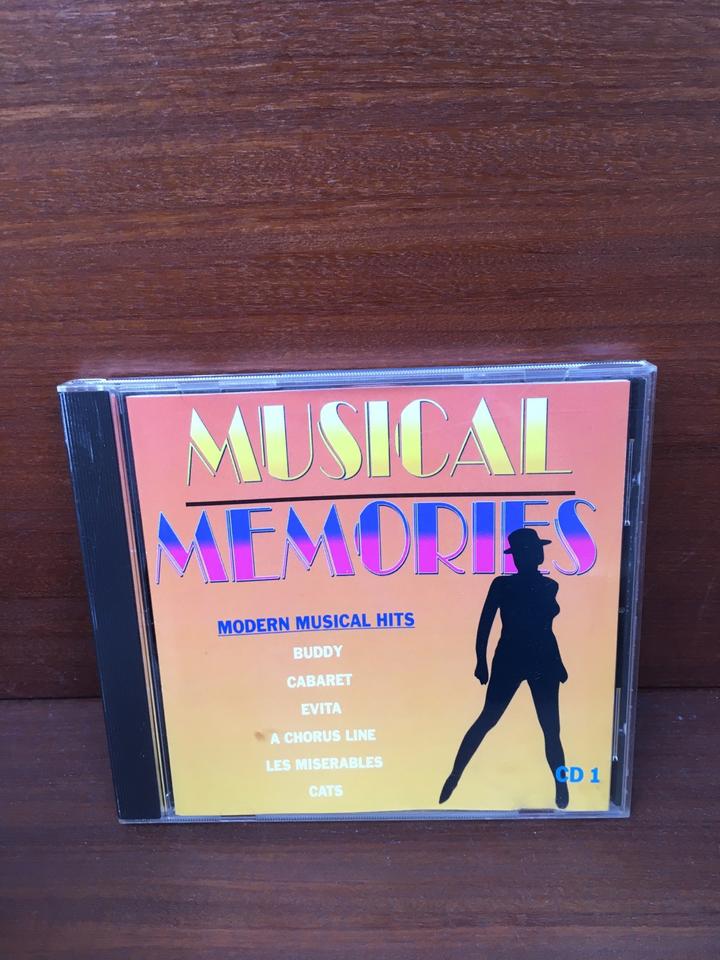 MUSICAL
MEMORIES
MODERN MUSICAL HITS
BUDDY
CABARET
EVITA
A CHORUS LINE
LES MISERABLES
CATS
CD 1